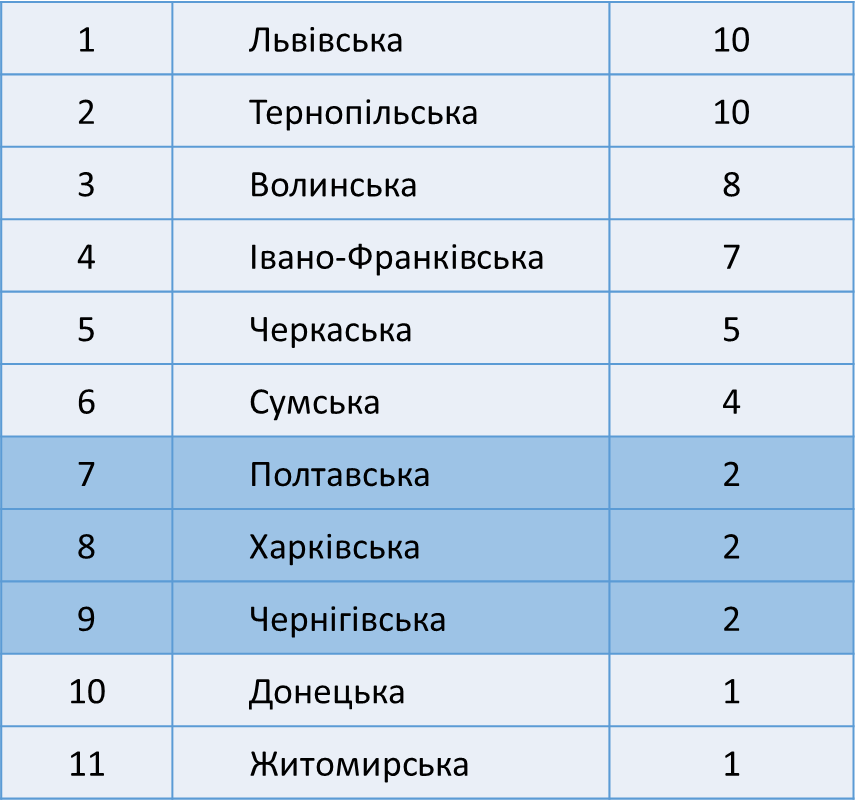 1 Львівська 10
2 Тернопільська 10
3 Волинська 8
4 Івано-Франківська 7
5 Черкаська 5
6 Сумська 4
7 Полтавська 2
8 Харківська 2
9 Чернігівська 2
10 Донецька 1
11 Житомирська 1